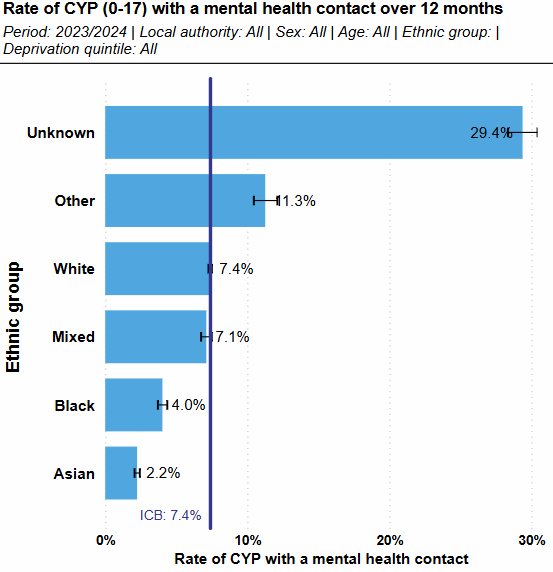 Rate of CYP (0-17) with a mental health contact over 12 months
Period: 2023/2024 | Local authority: All | Sex: All | Age: All | Ethnic group: |
Deprivation quintile: All
Ethnic group
Unknown 29.4%
Other 11.3%
White 7.4%
Mixed 7.1%
Black 4.0%
Asian 2.2%
ICB: 7.4%
0% 10% 20% 30%
Rate of CYP with a mental health contact